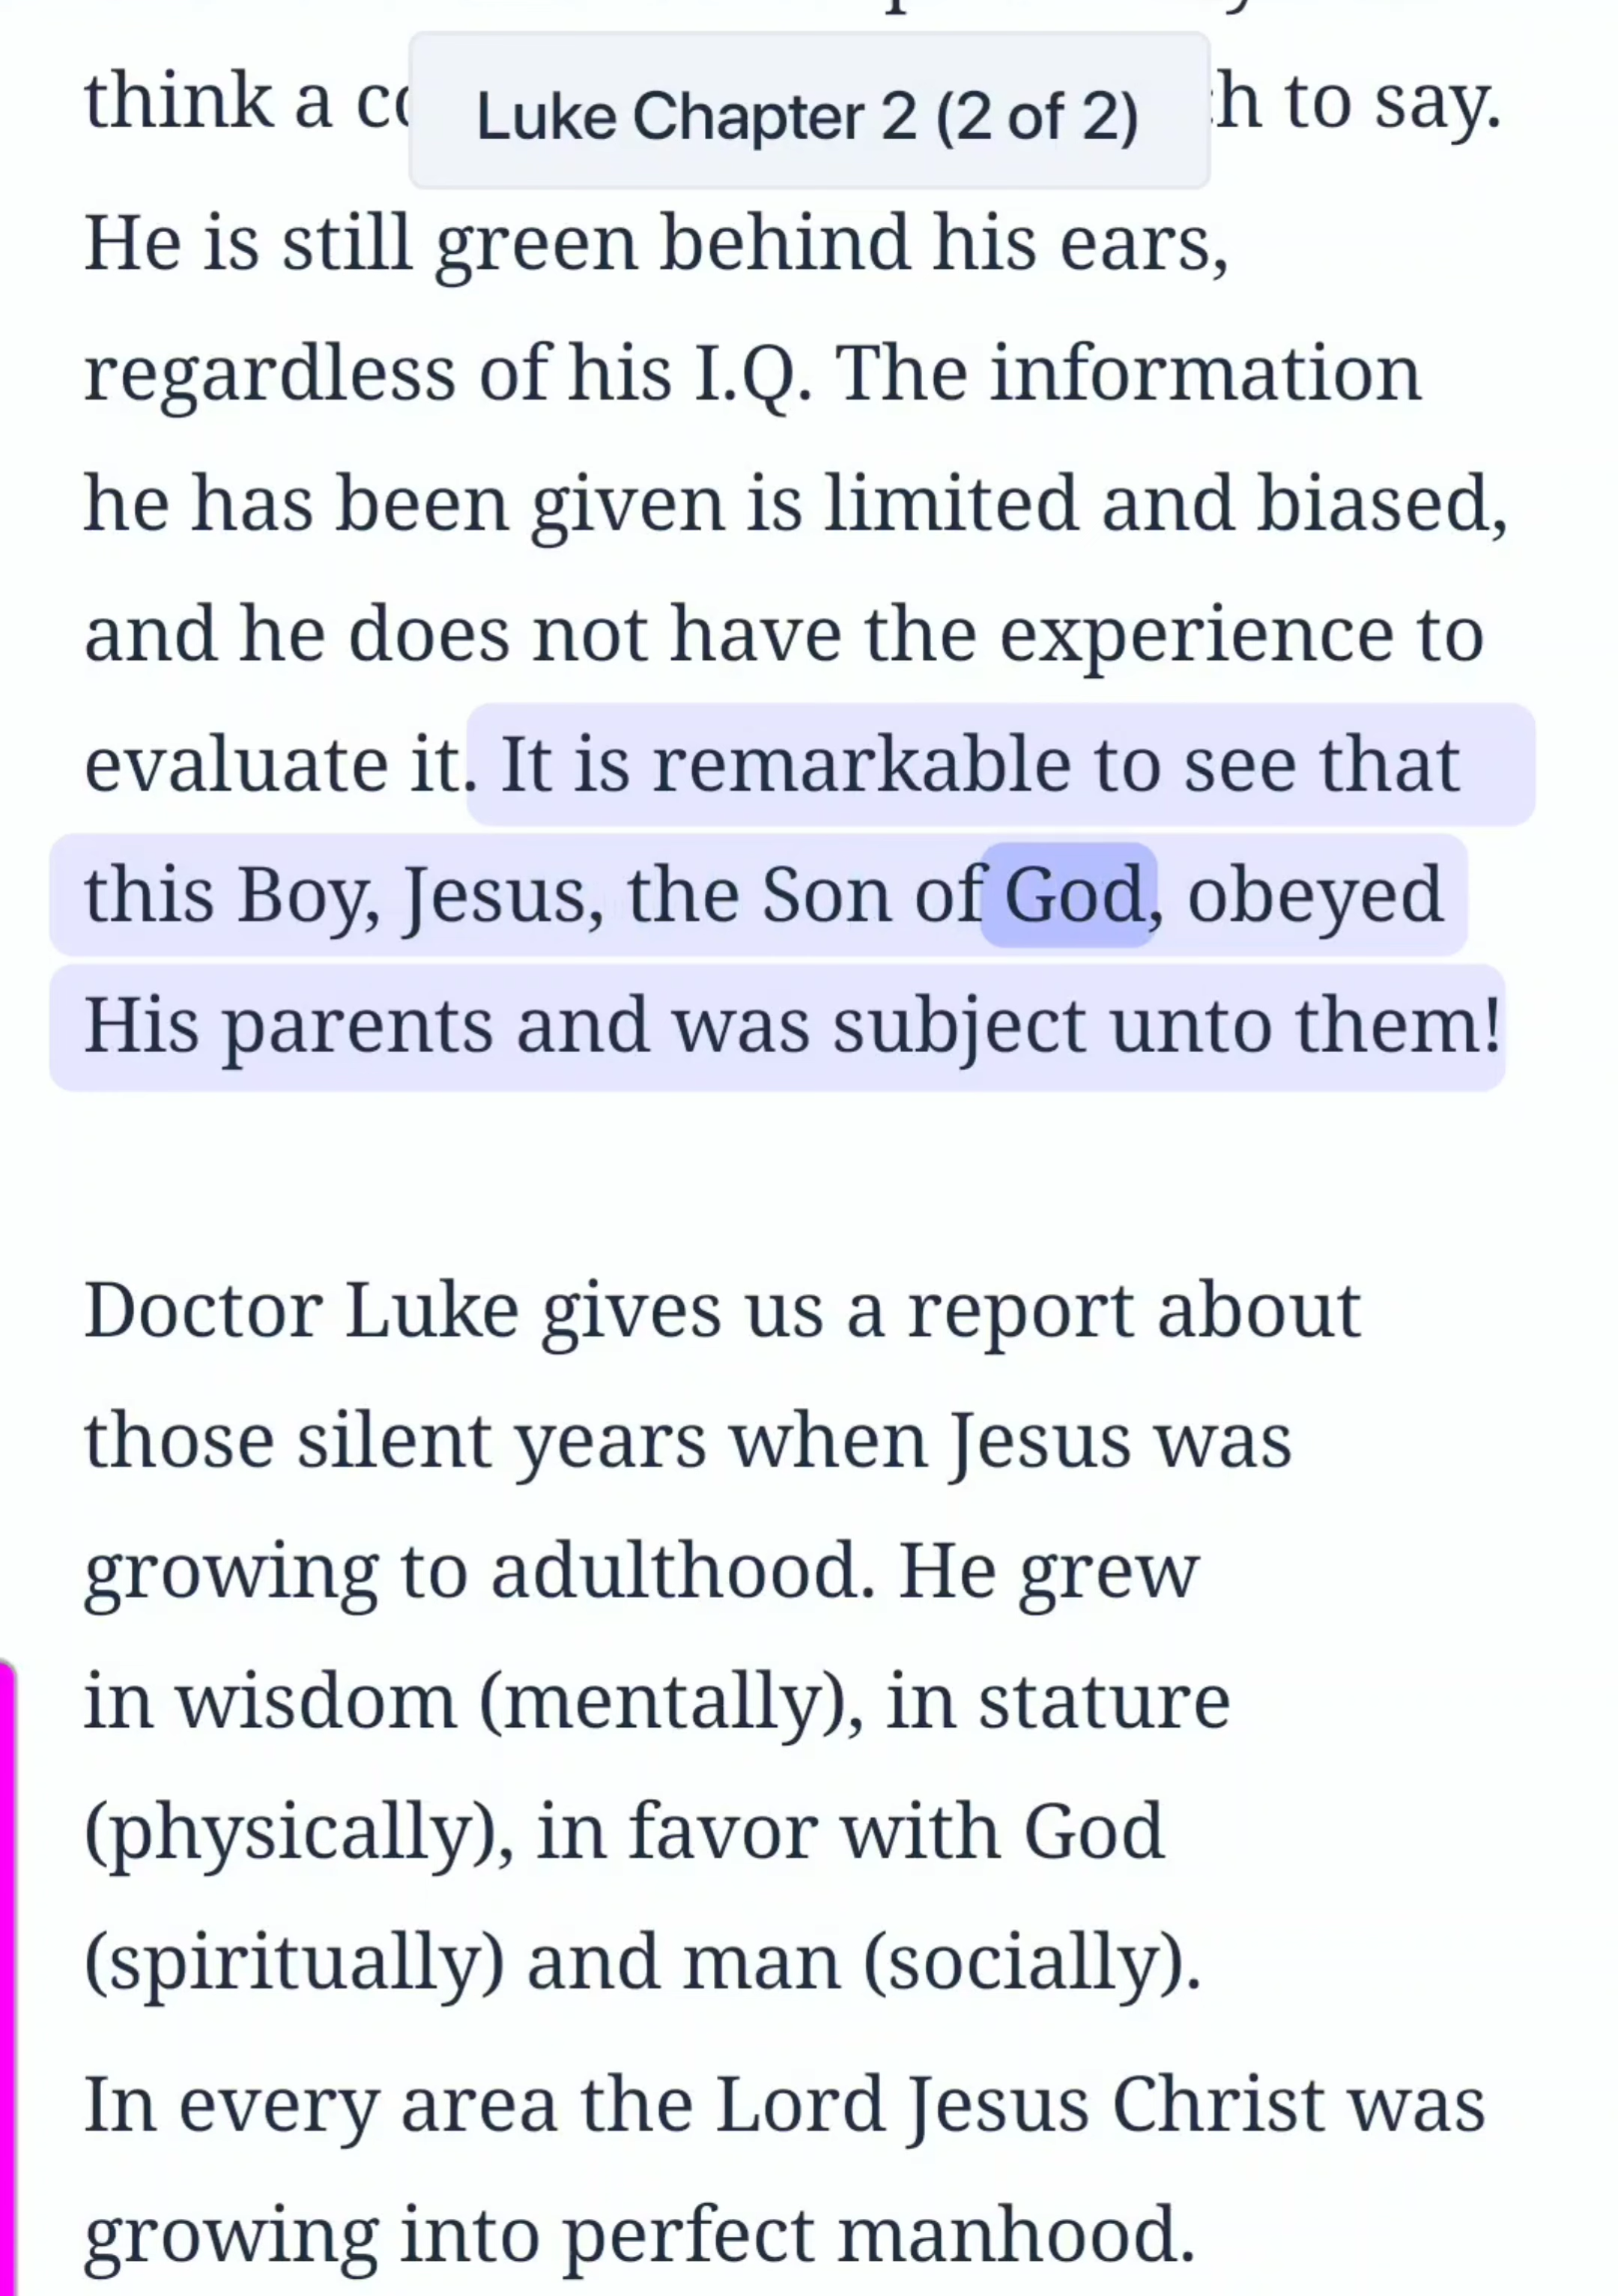 think a
Luke Chapter 2 (2 of 2)
to say.
He is still green behind his ears,
regardless of his I.Q. The information
he has been given is limited and biased,
and he does not have the experience to
evaluate it. It is remarkable to see that
this Boy, Jesus, the Son of God, obeyed
His parents and was subject unto them!
Doctor Luke gives us a report about
those silent years when Jesus was
growing to adulthood. He grew
in wisdom (mentally), in stature
(physically), in favor with God
(spiritually) and man (socially).
In every area the Lord Jesus Christ was
growing into perfect manhood.